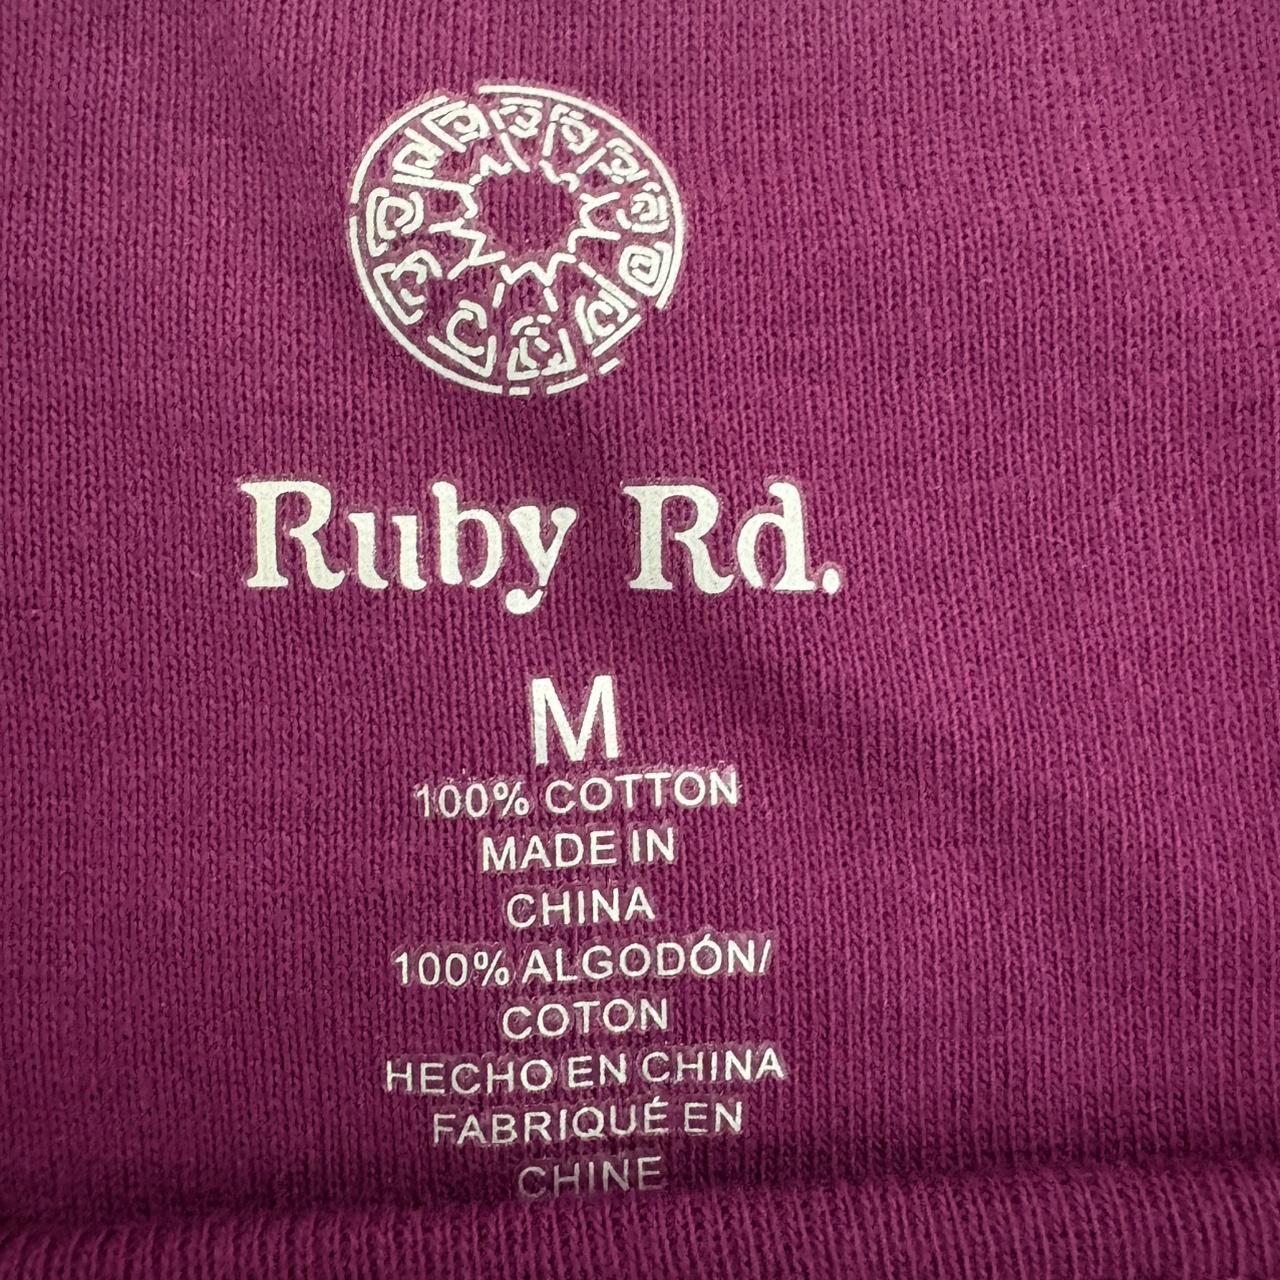 Ruby Rd.
M
100% COTTON
MADE IN
CHINA
100% ALGODÓN/
COTON
HECHO EN CHINA
FABRIQUÉ EN
CHINE